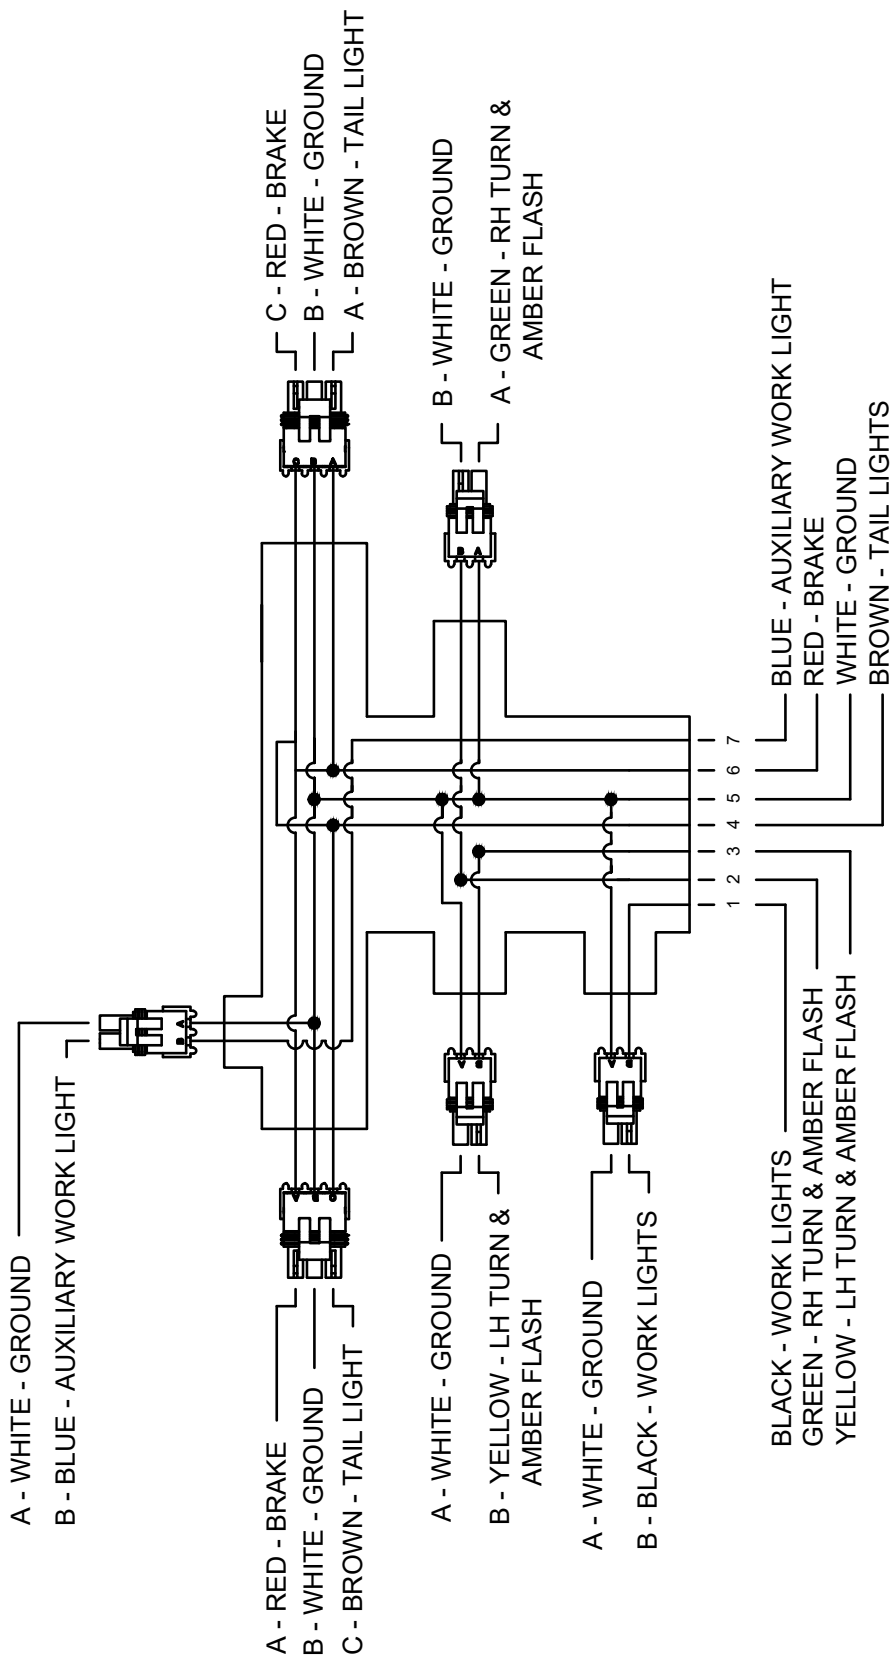 A - WHITE - GROUND
B - BLUE - AUXILIARY WORK LIGHT
A - RED - BRAKE
B - WHITE - GROUND
C - BROWN - TAIL LIGHT
C - RED - BRAKE
B - WHITE - GROUND
A - BROWN - TAIL LIGHT
A - WHITE - GROUND
B - YELLOW - LH TURN &
AMBER FLASH
B - WHITE - GROUND
A - GREEN - RH TURN &
AMBER FLASH
A - WHITE - GROUND
B - BLACK - WORK LIGHTS
B A
A B C
C B A
A B
B A
A B
1 2 3 4 5 6 7
BLACK - WORK LIGHTS
GREEN - RH TURN & AMBER FLASH
YELLOW - LH TURN & AMBER FLASH
BLUE - AUXILIARY WORK LIGHT
RED - BRAKE
WHITE - GROUND
BROWN - TAIL LIGHTS